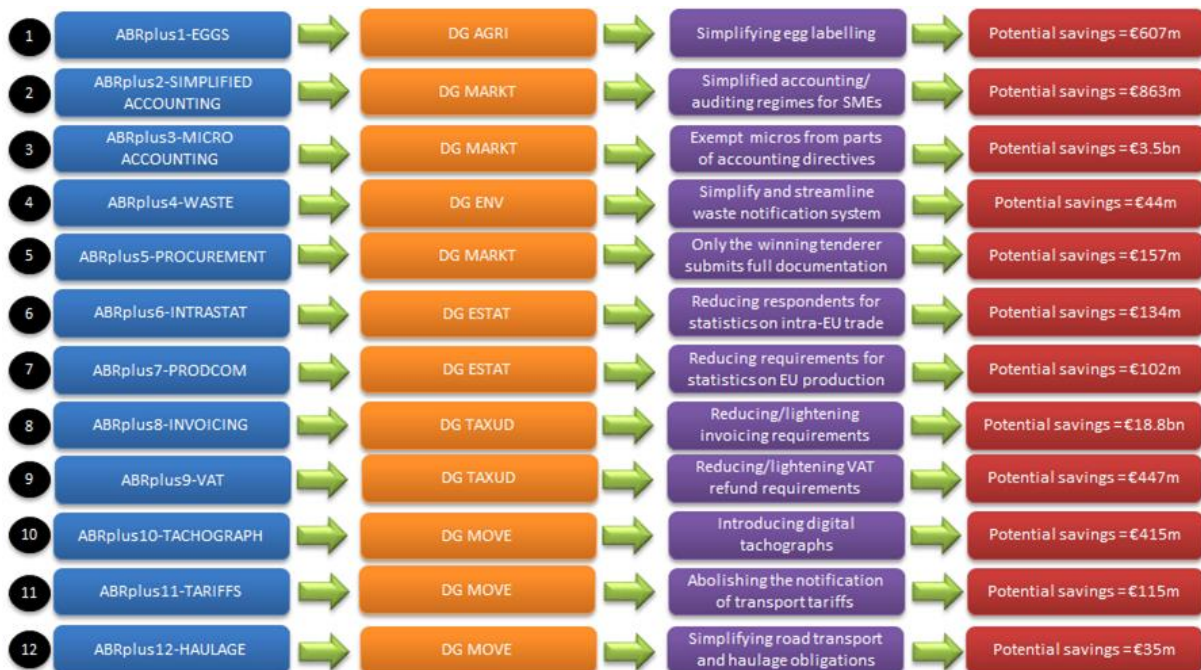 1
ABRplus1-EGGS
DG AGRI
Simplifying egg labelling
Potential savings = €607m
2
ABRplus2-SIMPLIFIED
ACCOUNTING
DG MARKT
Simplified accounting/
auditing regimes for SMEs
Potential savings = €863m
3
ABRplus3-MICRO
ACCOUNTING
DG MARKT
Exempt micros from parts
of accounting directives
Potential savings = €3.5bn
4
ABRplus4-WASTE
DG ENV
Simplify and streamline
waste notification system
Potential savings = €44m
5
ABRplus5-PROCUREMENT
DG MARKT
Only the winning tenderer
submits full documentation
Potential savings = €157m
6
ABRplus6-INTRASTAT
DG ESTAT
Reducing respondents for
statistics on intra-EU trade
Potential savings = €134m
7
ABRplus7-PRODCOM
DG ESTAT
Reducing requirements for
statistics on EU production
Potential savings = €102m
8
ABRplus8-INVOICING
DG TAXUD
Reducing/lightening
invoicing requirements
Potential savings = €18.8bn
9
ABRplus9-VAT
DG TAXUD
Reducing/lightening VAT
refund requirements
Potential savings = €447m
10
ABRplus10-TACHOGRAPH
DG MOVE
Introducing digital
tachographs
Potential savings = €415m
11
ABRplus11-TARIFFS
DG MOVE
Abolishing the notification
of transport tariffs
Potential savings = €115m
12
ABRplus12-HAULAGE
DG MOVE
Simplifying road transport
and haulage obligations
Potential savings = €35m